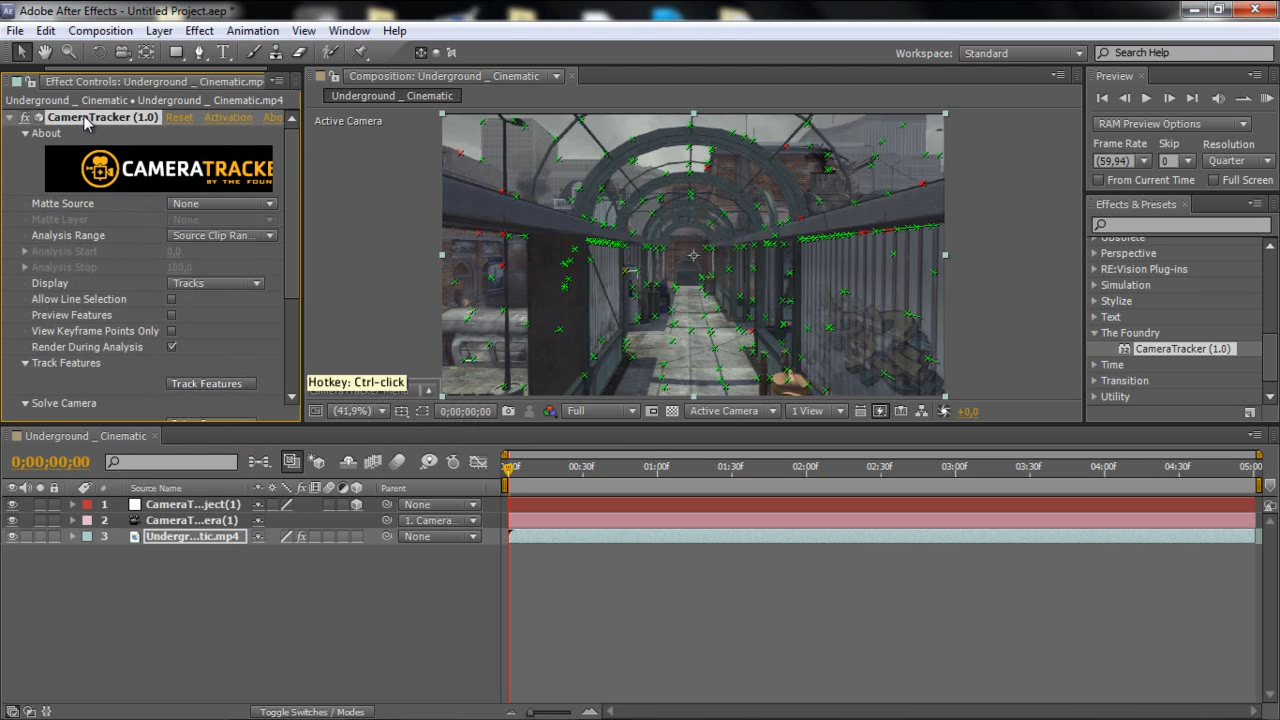 Adobe After Effects - Untitled Project.aep *
File Edit Composition Layer Effect Animation View Window Help
Workspace: Standard Search Help
Effect Controls: Underground _ Cinematic.mp
Underground _ Cinematic • Underground _ Cinematic.mp4
fx CameraTracker (1.0) Reset Activation Abo
About
CAMERATRACKE
BY THE FOUN
Matte Source None
Matte Layer None
Analysis Range Source Clip Ran...
Analysis Start 0,0
Analysis Stop 100,0
Display Tracks
Allow Line Selection
Preview Features
View Keyframe Points Only
Render During Analysis
Track Features
Track Features
Solve Camera
Composition: Underground _ Cinematic
Underground _ Cinematic
Active Camera
Hotkey: Ctrl-click
(41,9%) 0;00;00;00 Full Active Camera 1 View +0,0
Preview
RAM Preview Options
Frame Rate Skip Resolution
(59,94) 0 Quarter
From Current Time Full Screen
Effects & Presets
Obsolete
Perspective
RE:Vision Plug-ins
Simulation
Stylize
Text
The Foundry
CameraTracker (1.0)
Time
Transition
Utility
Underground _ Cinematic
0;00;00;00
00:30f 01:00f 01:30f 02:00f 02:30f 03:00f 03:30f 04:00f 04:30f 05:00
# Source Name Parent
1 CameraT...ject(1) None
2 CameraT...era(1) 1. Camera...
3 Undergr...tic.mp4 None
Toggle Switches / Modes